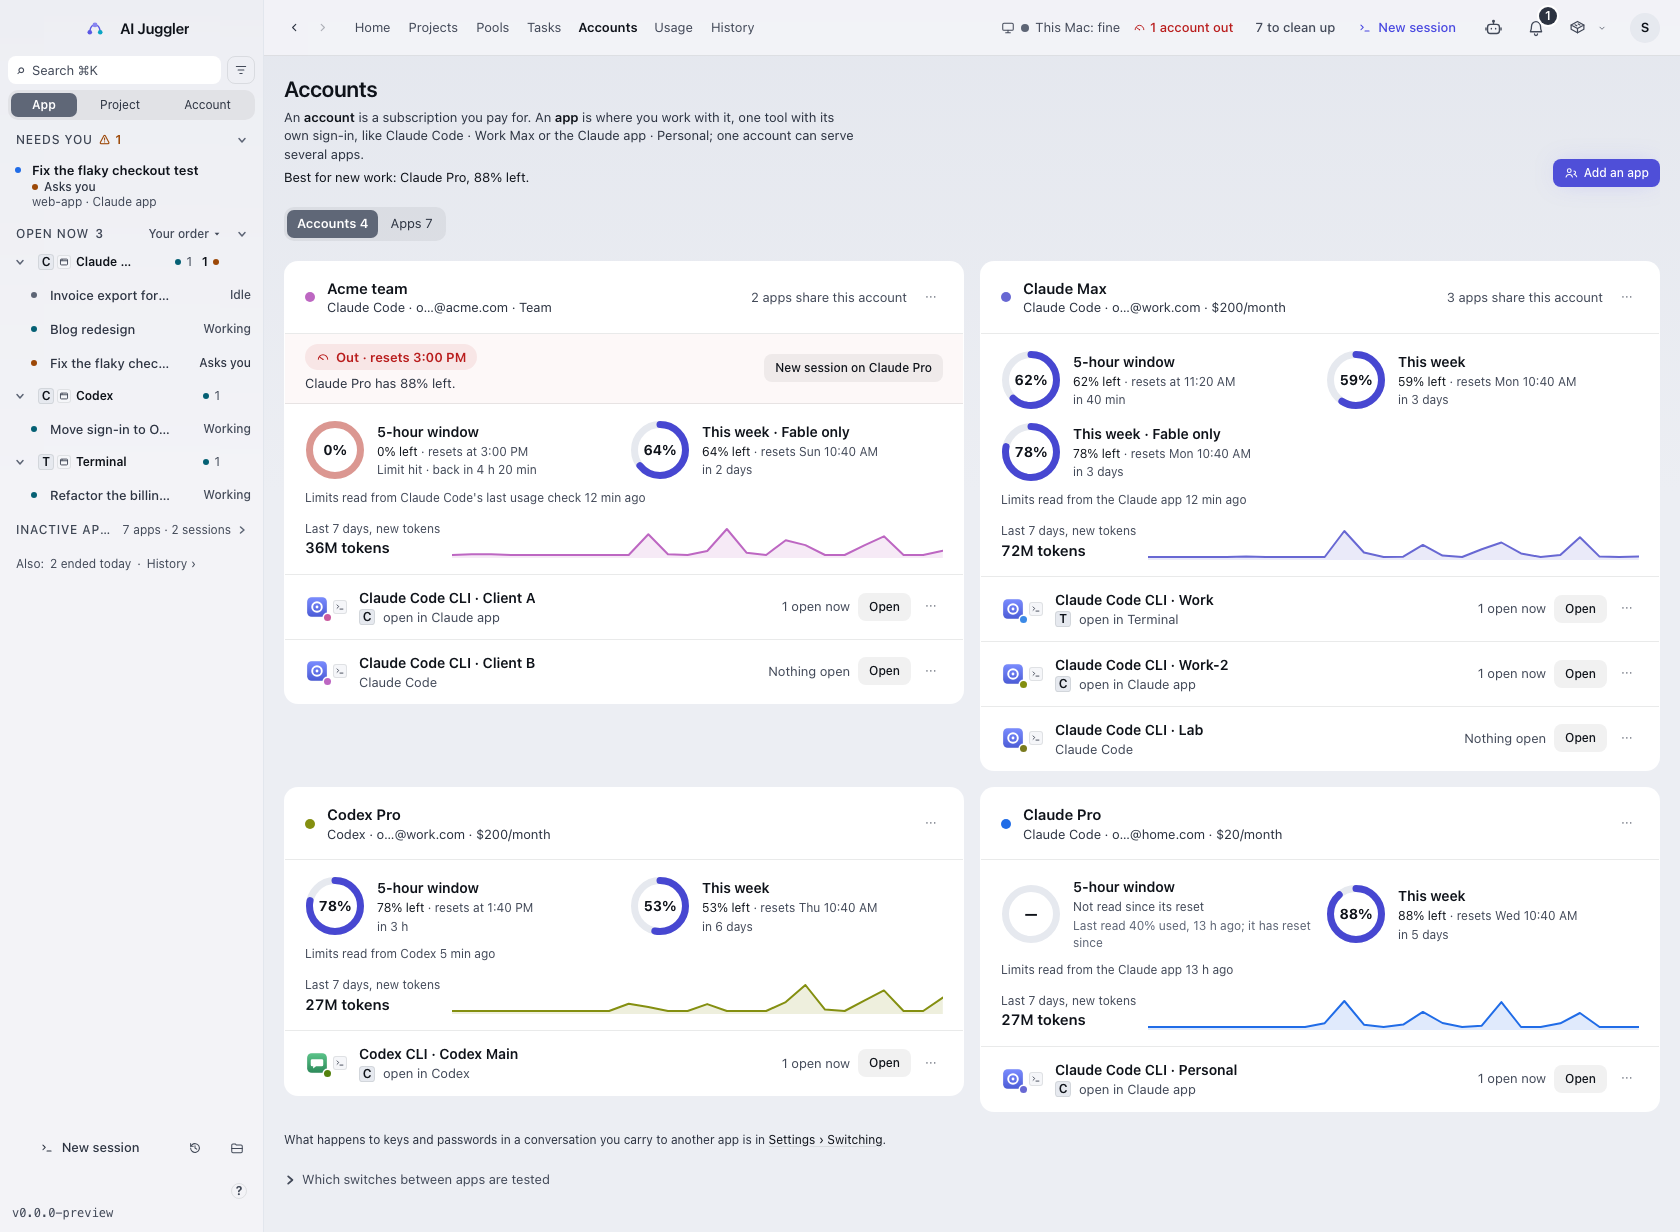 AI Juggler
Search ⌘K
App Project Account
NEEDS YOU 1
Fix the flaky checkout test
Asks you
web-app · Claude app
OPEN NOW 3 Your order
C Claude ... 1 1
Invoice export for... Idle
Blog redesign Working
Fix the flaky chec... Asks you
C Codex 1
Move sign-in to O... Working
T Terminal 1
Refactor the billin... Working
INACTIVE AP... 7 apps · 2 sessions
Also: 2 ended today · History ›
New session
?
v0.0.0-preview
Home Projects Pools Tasks Accounts Usage History
This Mac: fine 1 account out 7 to clean up New session 1 S
Accounts
An account is a subscription you pay for. An app is where you work with it, one tool with its
own sign-in, like Claude Code · Work Max or the Claude app · Personal; one account can serve
several apps.
Best for new work: Claude Pro, 88% left.
Add an app
Accounts 4 Apps 7
Acme team
Claude Code · o...@acme.com · Team
2 apps share this account
Out · resets 3:00 PM
Claude Pro has 88% left.
New session on Claude Pro
0%
5-hour window
0% left · resets at 3:00 PM
Limit hit · back in 4 h 20 min
64%
This week · Fable only
64% left · resets Sun 10:40 AM
in 2 days
Limits read from Claude Code's last usage check 12 min ago
Last 7 days, new tokens
36M tokens
Claude Code CLI · Client A
C open in Claude app
1 open now Open
Claude Code CLI · Client B
Claude Code
Nothing open Open
Claude Max
Claude Code · o...@work.com · $200/month
3 apps share this account
62%
5-hour window
62% left · resets at 11:20 AM
in 40 min
59%
This week
59% left · resets Mon 10:40 AM
in 3 days
78%
This week · Fable only
78% left · resets Mon 10:40 AM
in 3 days
Limits read from the Claude app 12 min ago
Last 7 days, new tokens
72M tokens
Claude Code CLI · Work
T open in Terminal
1 open now Open
Claude Code CLI · Work-2
C open in Claude app
1 open now Open
Claude Code CLI · Lab
Claude Code
Nothing open Open
Codex Pro
Codex · o...@work.com · $200/month
78%
5-hour window
78% left · resets at 1:40 PM
in 3 h
53%
This week
53% left · resets Thu 10:40 AM
in 6 days
Limits read from Codex 5 min ago
Last 7 days, new tokens
27M tokens
Codex CLI · Codex Main
C open in Codex
1 open now Open
Claude Pro
Claude Code · o...@home.com · $20/month
–
5-hour window
Not read since its reset
Last read 40% used, 13 h ago; it has reset
since
88%
This week
88% left · resets Wed 10:40 AM
in 5 days
Limits read from the Claude app 13 h ago
Last 7 days, new tokens
27M tokens
Claude Code CLI · Personal
C open in Claude app
1 open now Open
What happens to keys and passwords in a conversation you carry to another app is in Settings › Switching.
Which switches between apps are tested